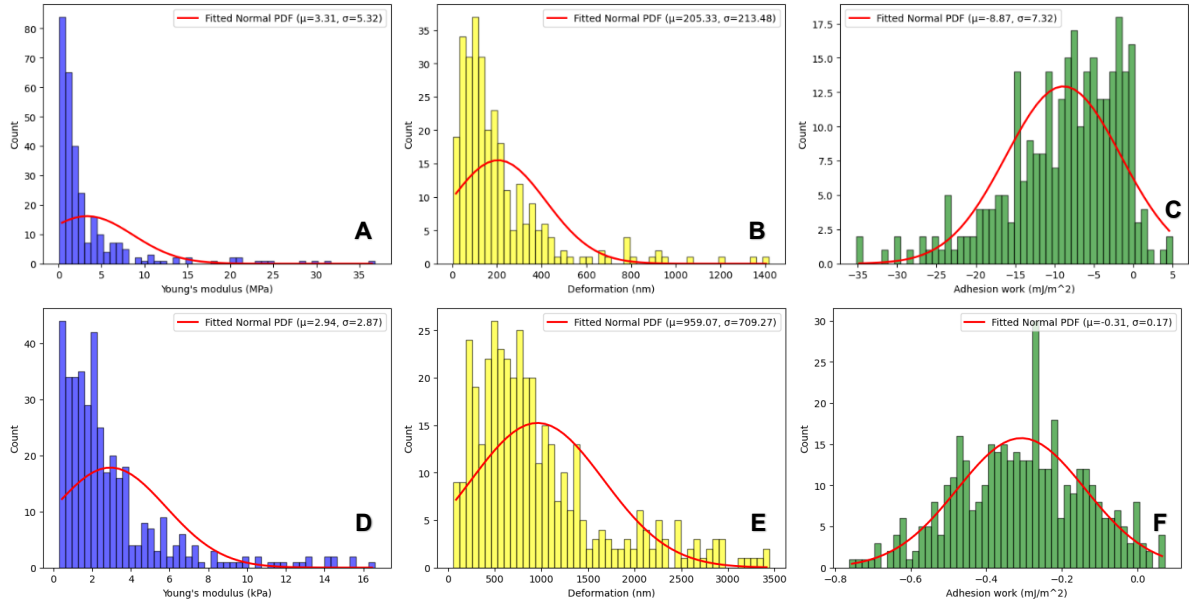 Fitted Normal PDF (μ=3.31, σ=5.32)
80
70
60
50
40
30
20
10
0
Count
A
0 5 10 15 20 25 30 35
Young's modulus (MPa)
Fitted Normal PDF (μ=205.33, σ=213.48)
35
30
25
20
15
10
5
0
Count
B
0 200 400 600 800 1000 1200 1400
Deformation (nm)
Fitted Normal PDF (μ=-8.87, σ=7.32)
17.5
15.0
12.5
10.0
7.5
5.0
2.5
0.0
Count
C
−35 −30 −25 −20 −15 −10 −5 0 5
Adhesion work (mJ/m^2)
Fitted Normal PDF (μ=2.94, σ=2.87)
40
30
20
10
0
Count
D
0 2 4 6 8 10 12 14 16
Young's modulus (kPa)
Fitted Normal PDF (μ=959.07, σ=709.27)
25
20
15
10
5
0
Count
E
0 500 1000 1500 2000 2500 3000 3500
Deformation (nm)
Fitted Normal PDF (μ=-0.31, σ=0.17)
30
25
20
15
10
5
0
Count
F
−0.8 −0.6 −0.4 −0.2 0.0
Adhesion work (mJ/m^2)